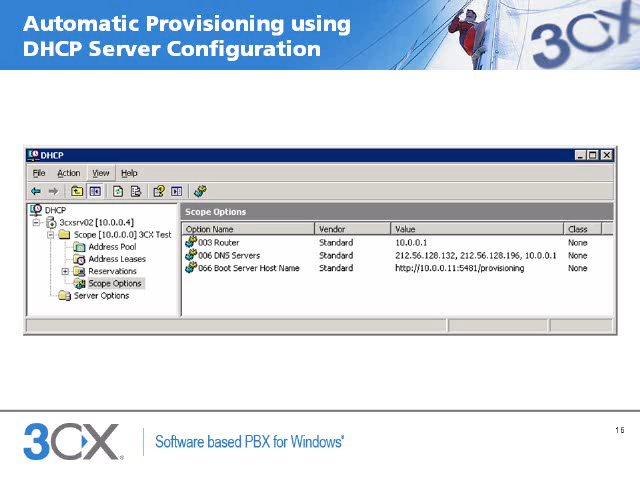 Automatic Provisioning using
DHCP Server Configuration
3CX
DHCP
File Action View Help
DHCP
3cxsrv02 [10.0.0.4]
Scope [10.0.0.0] 3CX Test
Address Pool
Address Leases
Reservations
Scope Options
Server Options
Scope Options
Option Name Vendor Value Class
003 Router Standard 10.0.0.1 None
006 DNS Servers Standard 212.56.128.132, 212.56.128.196, 10.0.0.1 None
066 Boot Server Host Name Standard http://10.0.0.11:5481/provisioning None
16
3CX® Software based PBX for Windows®